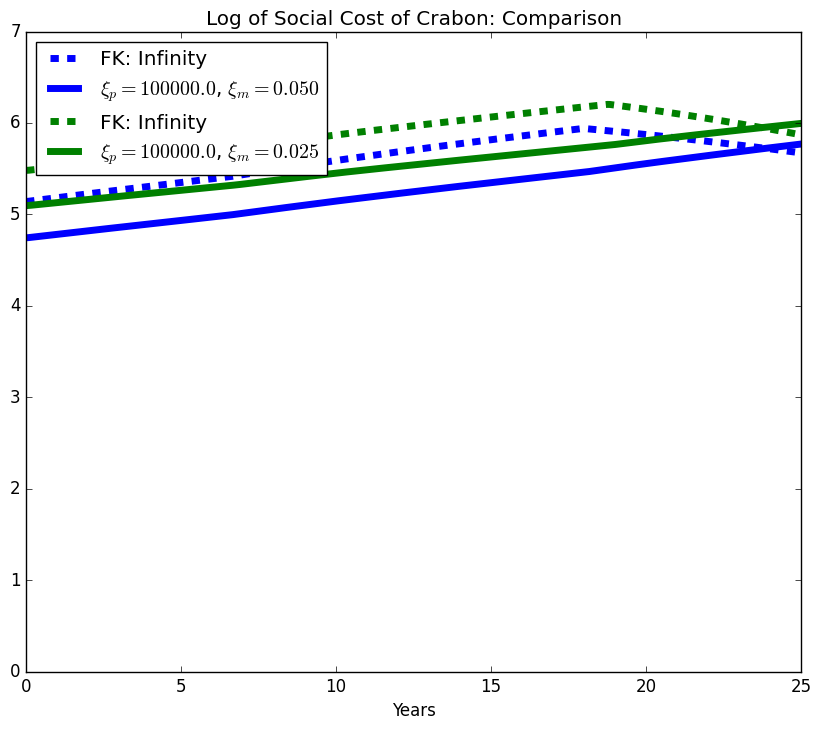 Log of Social Cost of Crabon: Comparison
FK: Infinity
ξp = 100000.0, ξm = 0.050
FK: Infinity
ξp = 100000.0, ξm = 0.025
7
6
5
4
3
2
1
0
0 5 10 15 20 25
Years